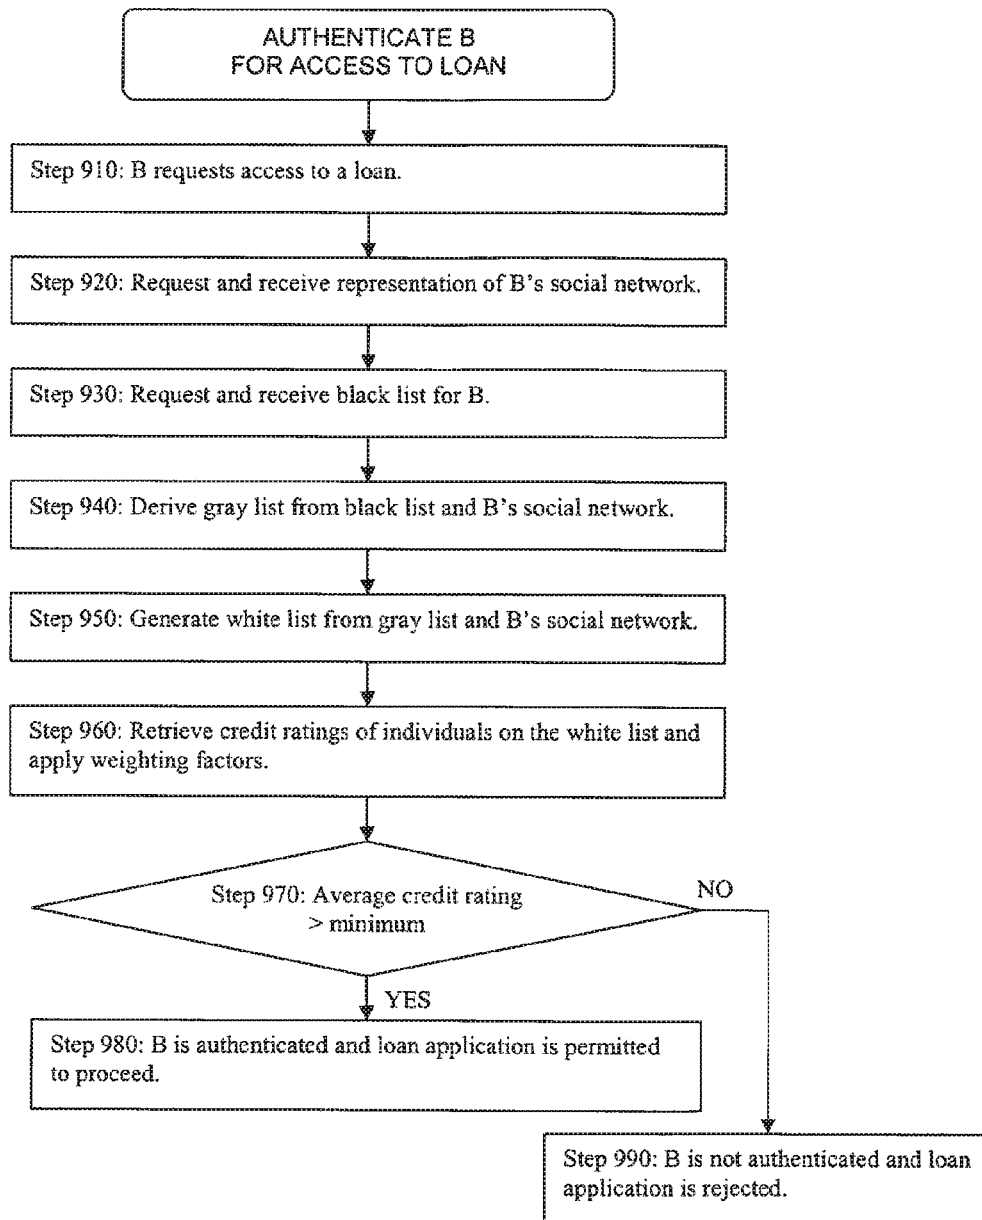 AUTHENTICATE B
FOR ACCESS TO LOAN
Step 910: B requests access to a loan.
Step 920: Request and receive representation of B's social network.
Step 930: Request and receive black list for B.
Step 940: Derive gray list from black list and B's social network.
Step 950: Generate white list from gray list and B's social network.
Step 960: Retrieve credit ratings of individuals on the white list and
apply weighting factors.
Step 970: Average credit rating
> minimum
NO
YES
Step 980: B is authenticated and loan application is permitted
to proceed.
Step 990: B is not authenticated and loan
application is rejected.